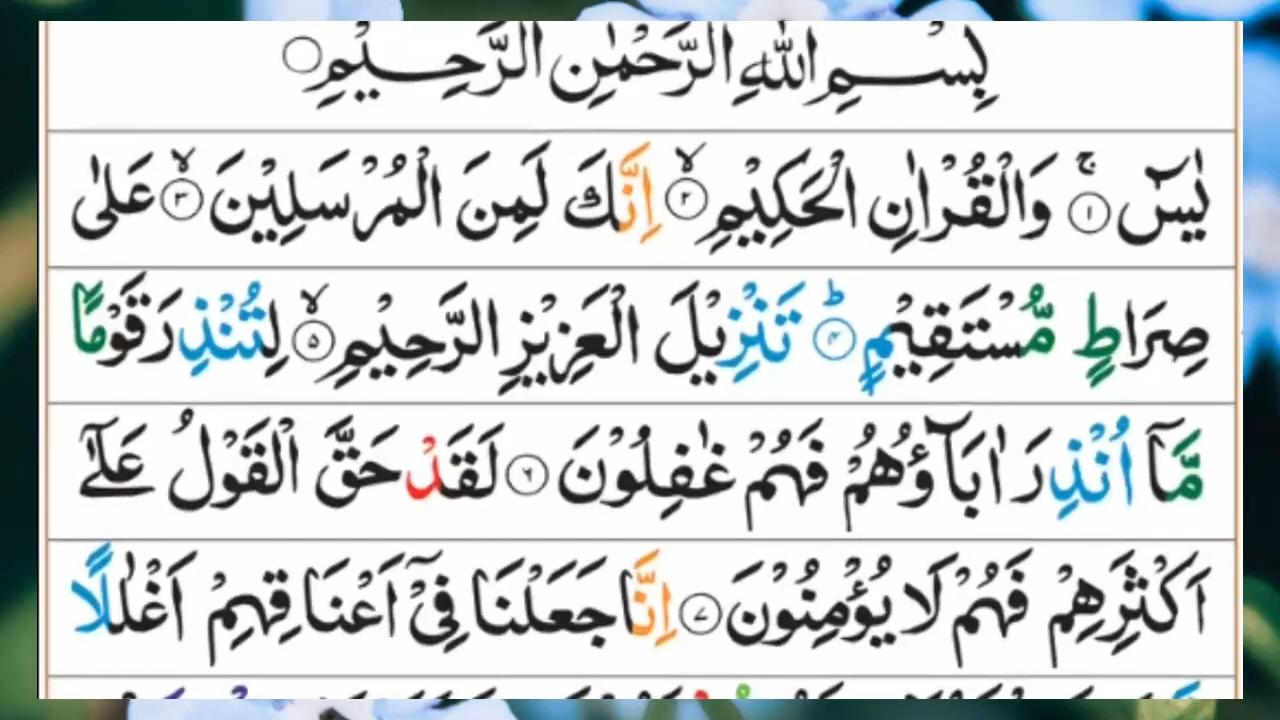 بِسْمِ اللّٰهِ الرَّحْمٰنِ الرَّحِیْمِ○
یٰسٓ ۚ﴿۱﴾ وَالْقُرْاٰنِ الْحَكِیْمِ ۙ﴿۲﴾ اِنَّكَ لَمِنَ الْمُرْسَلِیْنَ ۙ﴿۳﴾ عَلٰی
صِرَاطٍ مُّسْتَقِیْمٍ ؕ﴿۴﴾ تَنْزِیْلَ الْعَزِیْزِ الرَّحِیْمِ ۙ﴿۵﴾ لِتُنْذِرَ قَوْمًا
مَّاۤ اُنْذِرَ اٰبَآؤُهُمْ فَهُمْ غٰفِلُوْنَ ﴿۶﴾ لَقَدْ حَقَّ الْقَوْلُ عَلٰۤی
اَكْثَرِهِمْ فَهُمْ لَا یُؤْمِنُوْنَ ﴿۷﴾ اِنَّا جَعَلْنَا فِیْۤ اَعْنَاقِهِمْ اَغْلٰلًا